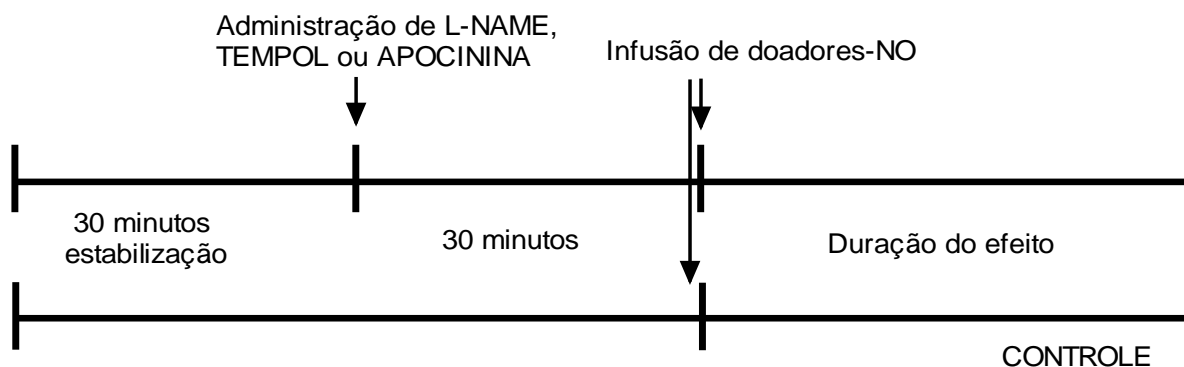 Administração de L-NAME,
TEMPOL ou APOCININA
Infusão de doadores-NO
30 minutos
estabilização
30 minutos
Duração do efeito
CONTROLE